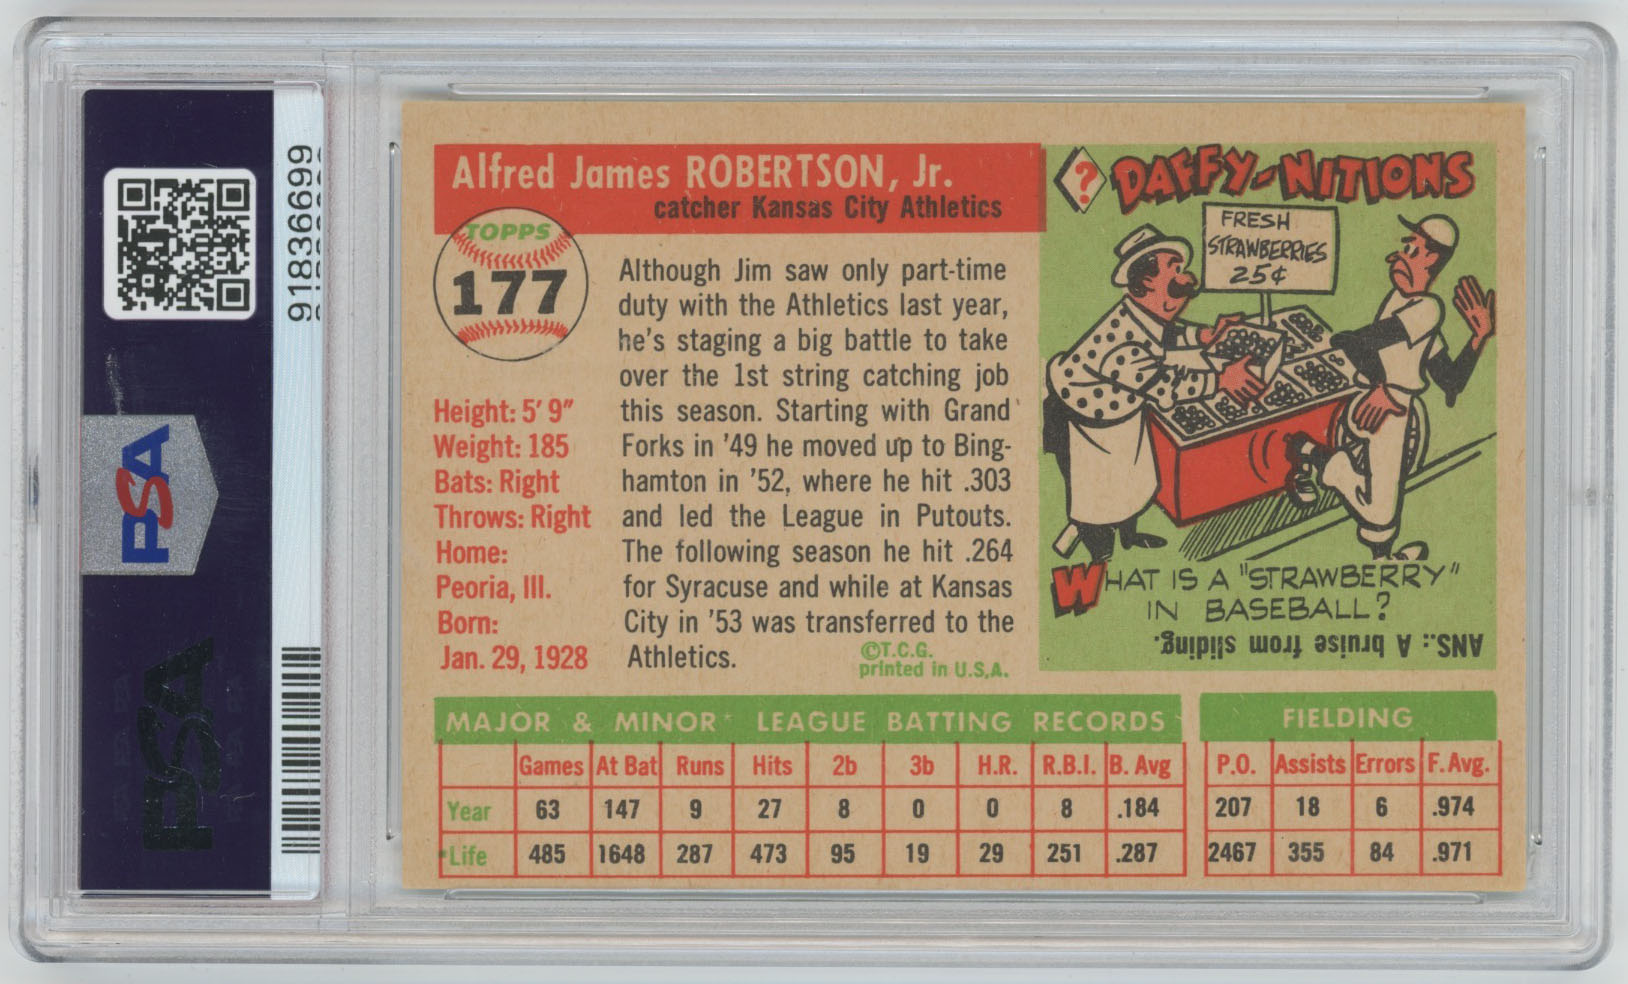 91836699
PSA
PSA
Alfred James ROBERTSON, Jr.
catcher Kansas City Athletics
TOPPS
177
Height: 5' 9"
Weight: 185
Bats: Right
Throws: Right
Home:
Peoria, Ill.
Born:
Jan. 29, 1928
Although Jim saw only part-time
duty with the Athletics last year,
he's staging a big battle to take
over the 1st string catching job
this season. Starting with Grand
Forks in '49 he moved up to Bing-
hamton in '52, where he hit .303
and led the League in Putouts.
The following season he hit .264
for Syracuse and while at Kansas
City in '53 was transferred to the
Athletics.
©T.C.G.
printed in U.S.A.
? DAFFY-NITIONS
FRESH
STRAWBERRIES
25¢
WHAT IS A "STRAWBERRY"
IN BASEBALL?
ANS.: A bruise from sliding.
MAJOR & MINOR* LEAGUE BATTING RECORDS
Games At Bat Runs Hits 2b 3b H.R. R.B.I. B. Avg
Year 63 147 9 27 8 0 0 8 .184
*Life 485 1648 287 473 95 19 29 251 .287
FIELDING
P.O. Assists Errors F. Avg.
207 18 6 .974
2467 355 84 .971